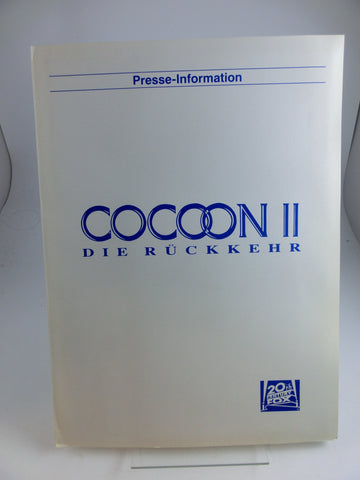 Presse-Information
COCOON II
DIE RÜCKKEHR
20th
CENTURY
FOX